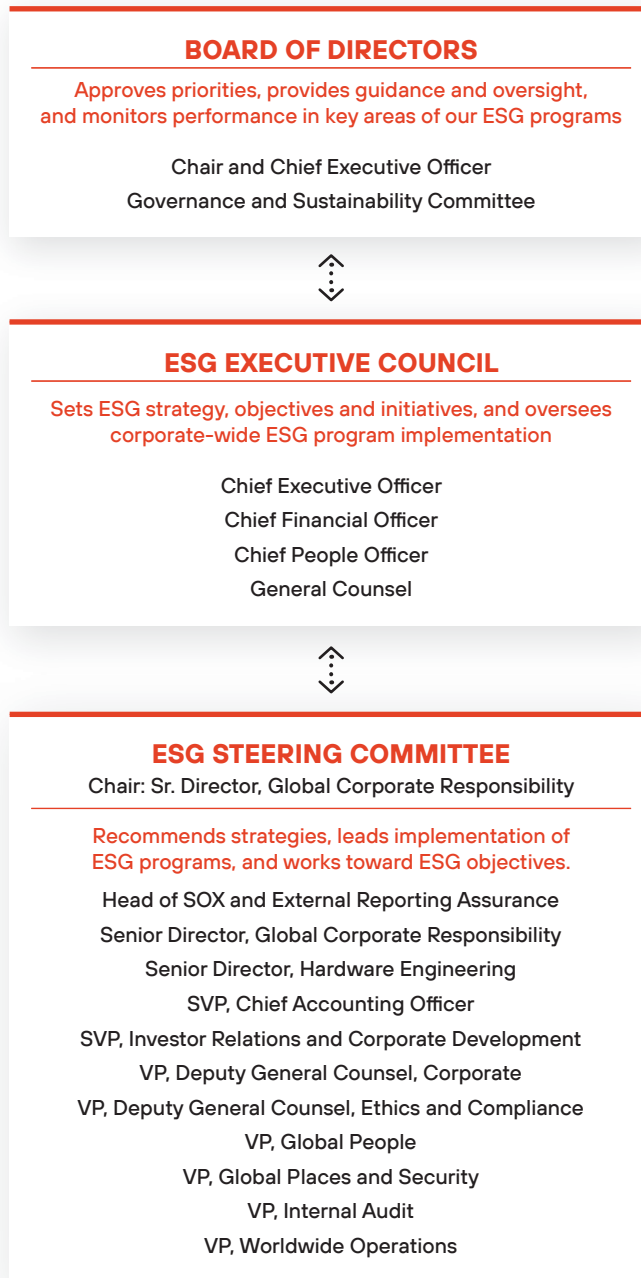 BOARD OF DIRECTORS
Approves priorities, provides guidance and oversight,
and monitors performance in key areas of our ESG programs
Chair and Chief Executive Officer
Governance and Sustainability Committee
ESG EXECUTIVE COUNCIL
Sets ESG strategy, objectives and initiatives, and oversees
corporate-wide ESG program implementation
Chief Executive Officer
Chief Financial Officer
Chief People Officer
General Counsel
ESG STEERING COMMITTEE
Chair: Sr. Director, Global Corporate Responsibility
Recommends strategies, leads implementation of
ESG programs, and works toward ESG objectives.
Head of SOX and External Reporting Assurance
Senior Director, Global Corporate Responsibility
Senior Director, Hardware Engineering
SVP, Chief Accounting Officer
SVP, Investor Relations and Corporate Development
VP, Deputy General Counsel, Corporate
VP, Deputy General Counsel, Ethics and Compliance
VP, Global People
VP, Global Places and Security
VP, Internal Audit
VP, Worldwide Operations